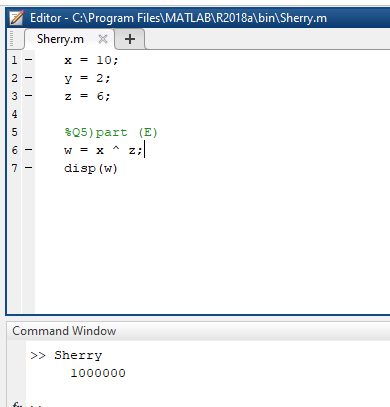 Editor - C:\Program Files\MATLAB\R2018a\bin\Sherry.m
Sherry.m × +
1 - x = 10;
2 - y = 2;
3 - z = 6;
4
5 %Q5)part (E)
6 - w = x ^ z;
7 - disp(w)
Command Window
>> Sherry
1000000